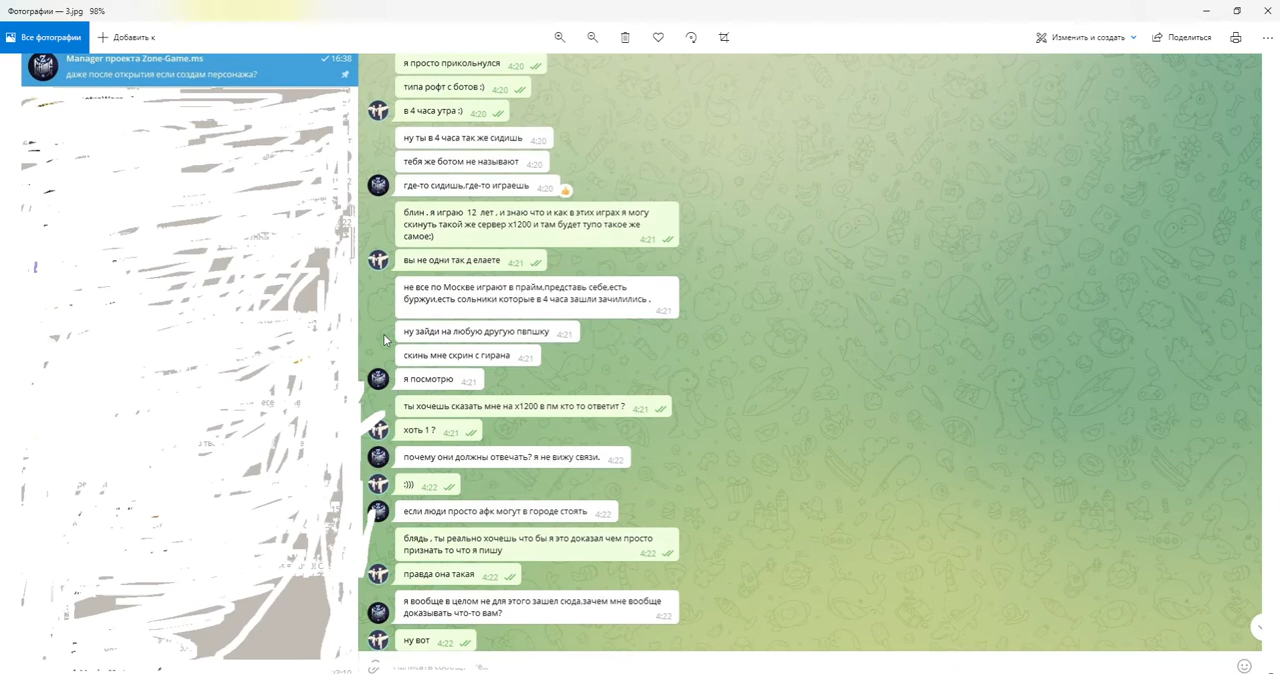 Фотографии — 3.jpg 98%
Все фотографии
Добавить к
Изменить и создать
Поделиться
Manager проекта Zone-Game.ms
16:38
даже после открытия если создам персонажа?
я просто прикольнулся 4:20
типа рофт с ботов :) 4:20
в 4 часа утра :) 4:20
ну ты в 4 часа так же сидишь 4:20
тебя же ботом не называют 4:20
где-то сидишь,где-то играешь 4:20
блин . я играю 12 лет , и знаю что и как в этих играх я могу
скинуть такой же сервер х1200 и там будет тупо такое же
самое:) 4:21
вы не одни так д елаете 4:21
не все по Москве играют в прайм,представь себе,есть
буржуи,есть сольники которые в 4 часа зашли зачилились .
4:21
ну зайди на любую другую пвпшку 4:21
скинь мне скрин с гирана 4:21
я посмотрю 4:21
ты хочешь сказать мне на х1200 в пм кто то ответит ? 4:21
хоть 1 ? 4:21
почему они должны отвечать? я не вижу связи. 4:22
:))) 4:22
если люди просто афк могут в городе стоять 4:22
блядь , ты реально хочешь что бы я это доказал чем просто
признать то что я пишу 4:22
правда она такая 4:22
я вообще в целом не для этого зашел сюда,зачем мне вообще
доказывать что-то вам? 4:22
ну вот 4:22